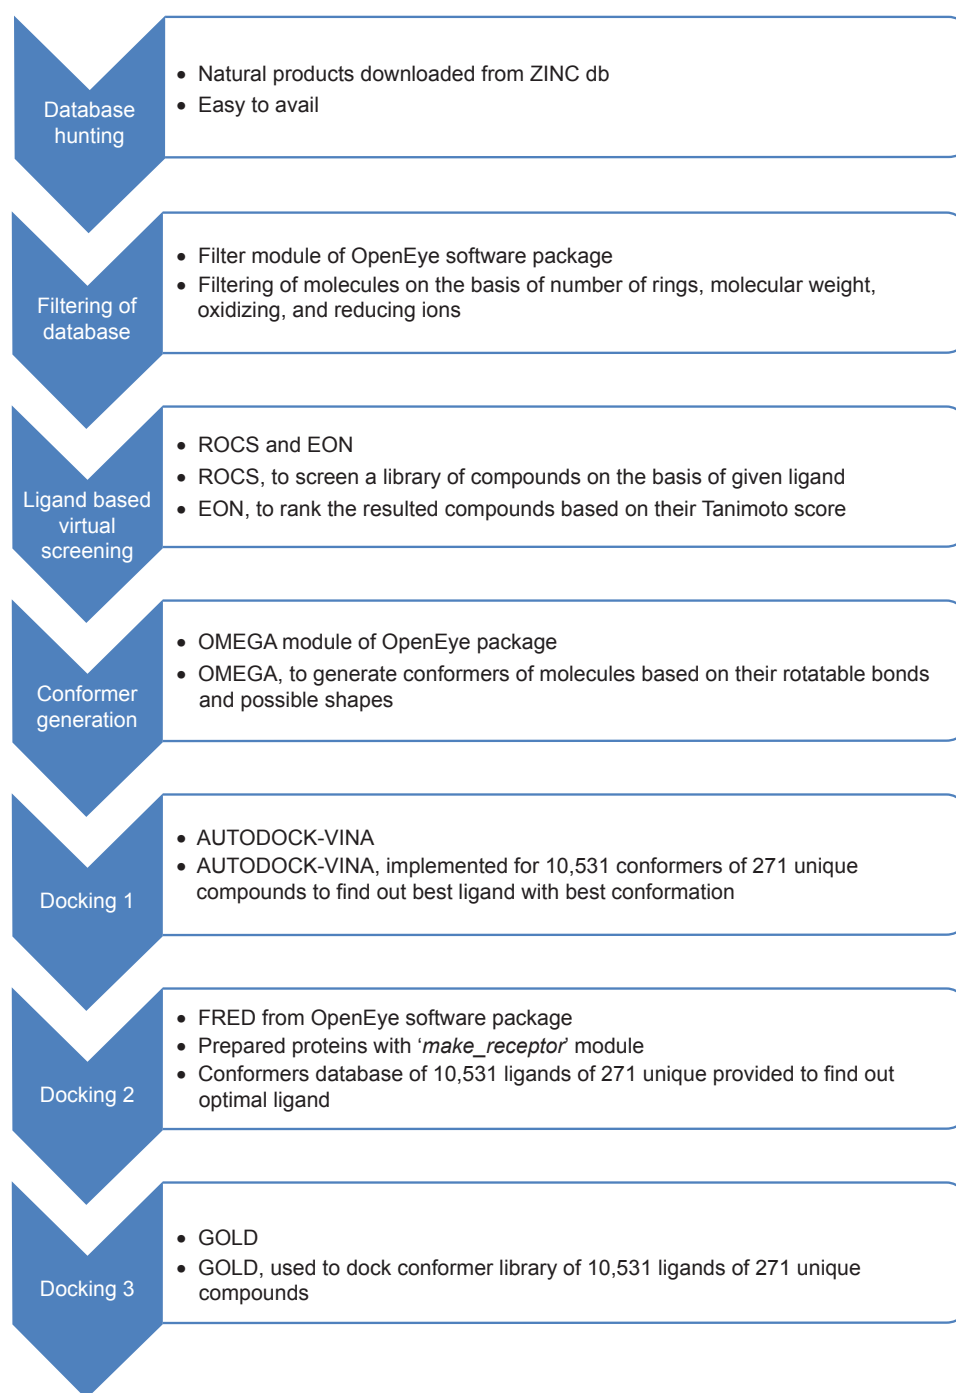 Database
hunting
• Natural products downloaded from ZINC db
• Easy to avail
Filtering of
database
• Filter module of OpenEye software package
• Filtering of molecules on the basis of number of rings, molecular weight,
oxidizing, and reducing ions
Ligand based
virtual
screening
• ROCS and EON
• ROCS, to screen a library of compounds on the basis of given ligand
• EON, to rank the resulted compounds based on their Tanimoto score
Conformer
generation
• OMEGA module of OpenEye package
• OMEGA, to generate conformers of molecules based on their rotatable bonds
and possible shapes
Docking 1
• AUTODOCK-VINA
• AUTODOCK-VINA, implemented for 10,531 conformers of 271 unique
compounds to find out best ligand with best conformation
Docking 2
• FRED from OpenEye software package
• Prepared proteins with ‘make_receptor’ module
• Conformers database of 10,531 ligands of 271 unique provided to find out
optimal ligand
Docking 3
• GOLD
• GOLD, used to dock conformer library of 10,531 ligands of 271 unique
compounds